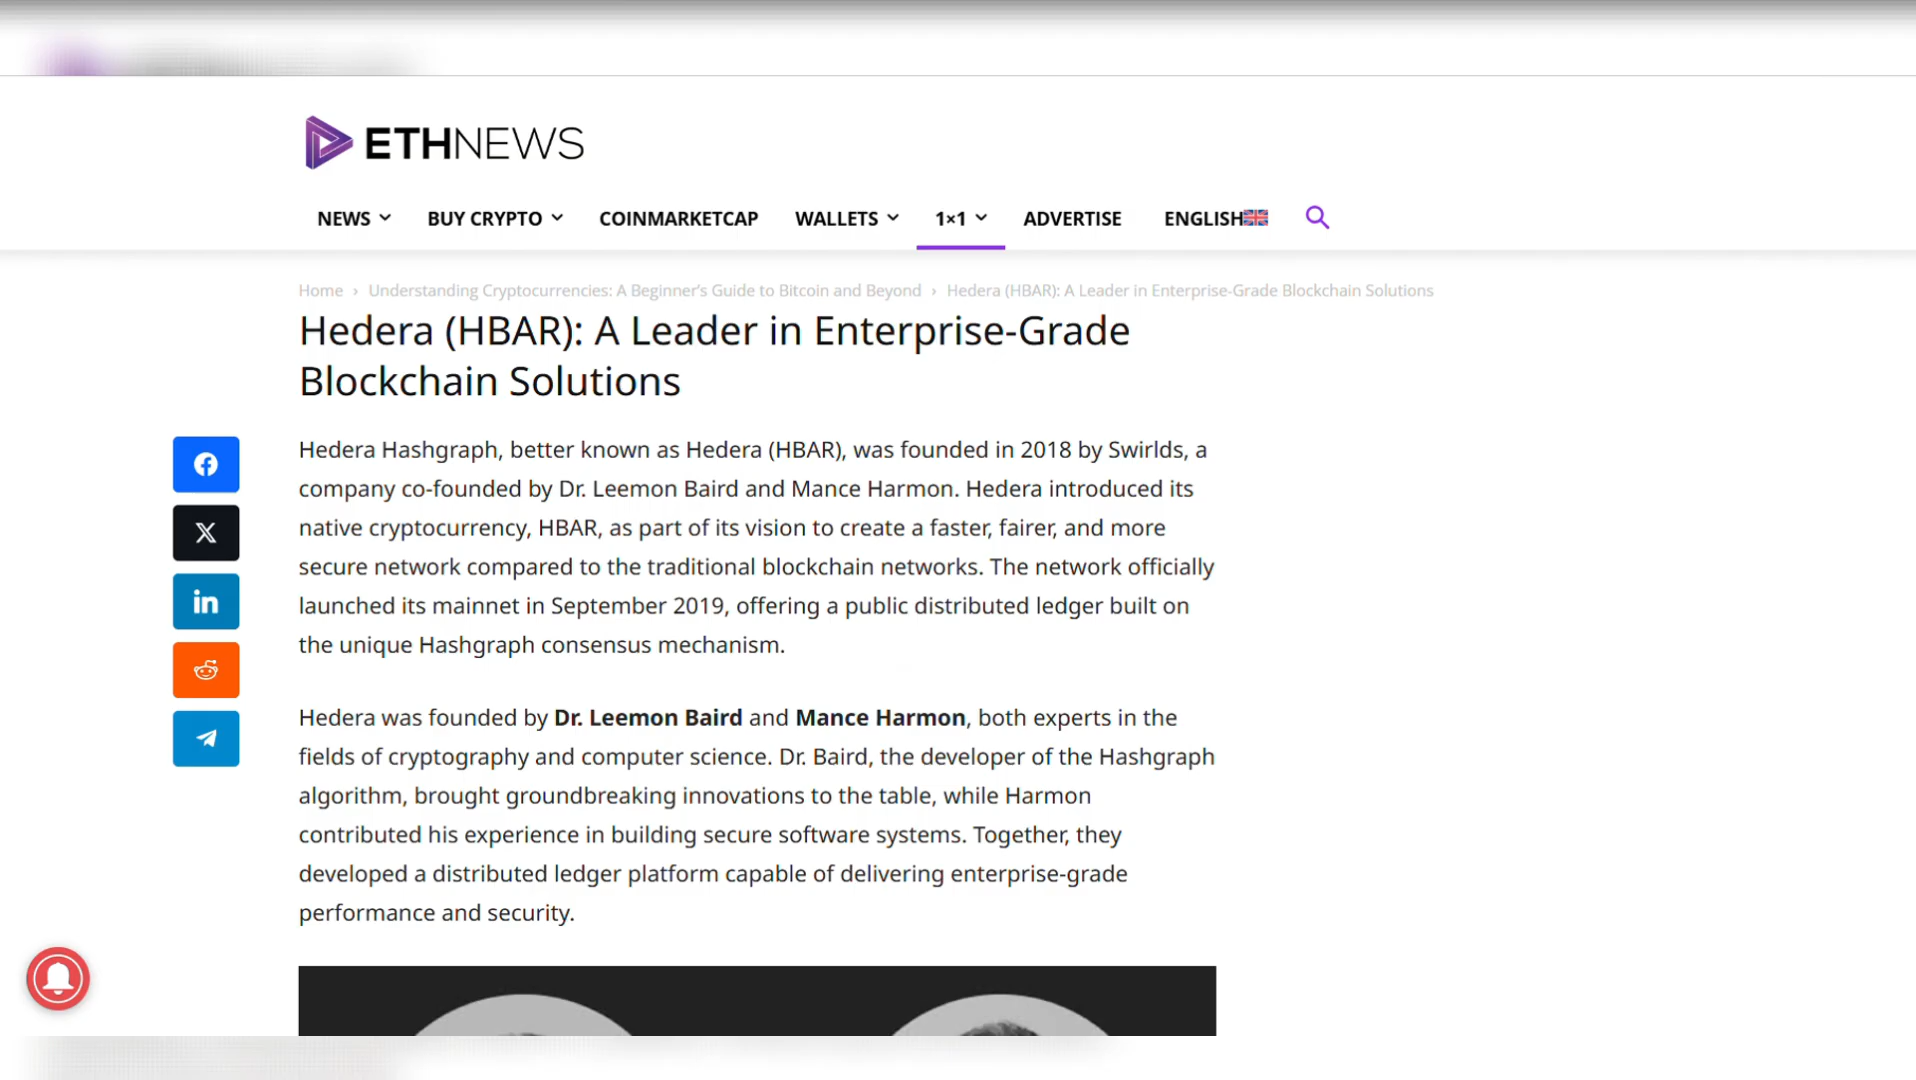 ETHNEWS
NEWS BUY CRYPTO COINMARKETCAP WALLETS 1×1 ADVERTISE ENGLISH
Home › Understanding Cryptocurrencies: A Beginner’s Guide to Bitcoin and Beyond › Hedera (HBAR): A Leader in Enterprise-Grade Blockchain Solutions
Hedera (HBAR): A Leader in Enterprise-Grade
Blockchain Solutions
Hedera Hashgraph, better known as Hedera (HBAR), was founded in 2018 by Swirlds, a
company co-founded by Dr. Leemon Baird and Mance Harmon. Hedera introduced its
native cryptocurrency, HBAR, as part of its vision to create a faster, fairer, and more
secure network compared to the traditional blockchain networks. The network officially
launched its mainnet in September 2019, offering a public distributed ledger built on
the unique Hashgraph consensus mechanism.
Hedera was founded by Dr. Leemon Baird and Mance Harmon, both experts in the
fields of cryptography and computer science. Dr. Baird, the developer of the Hashgraph
algorithm, brought groundbreaking innovations to the table, while Harmon
contributed his experience in building secure software systems. Together, they
developed a distributed ledger platform capable of delivering enterprise-grade
performance and security.